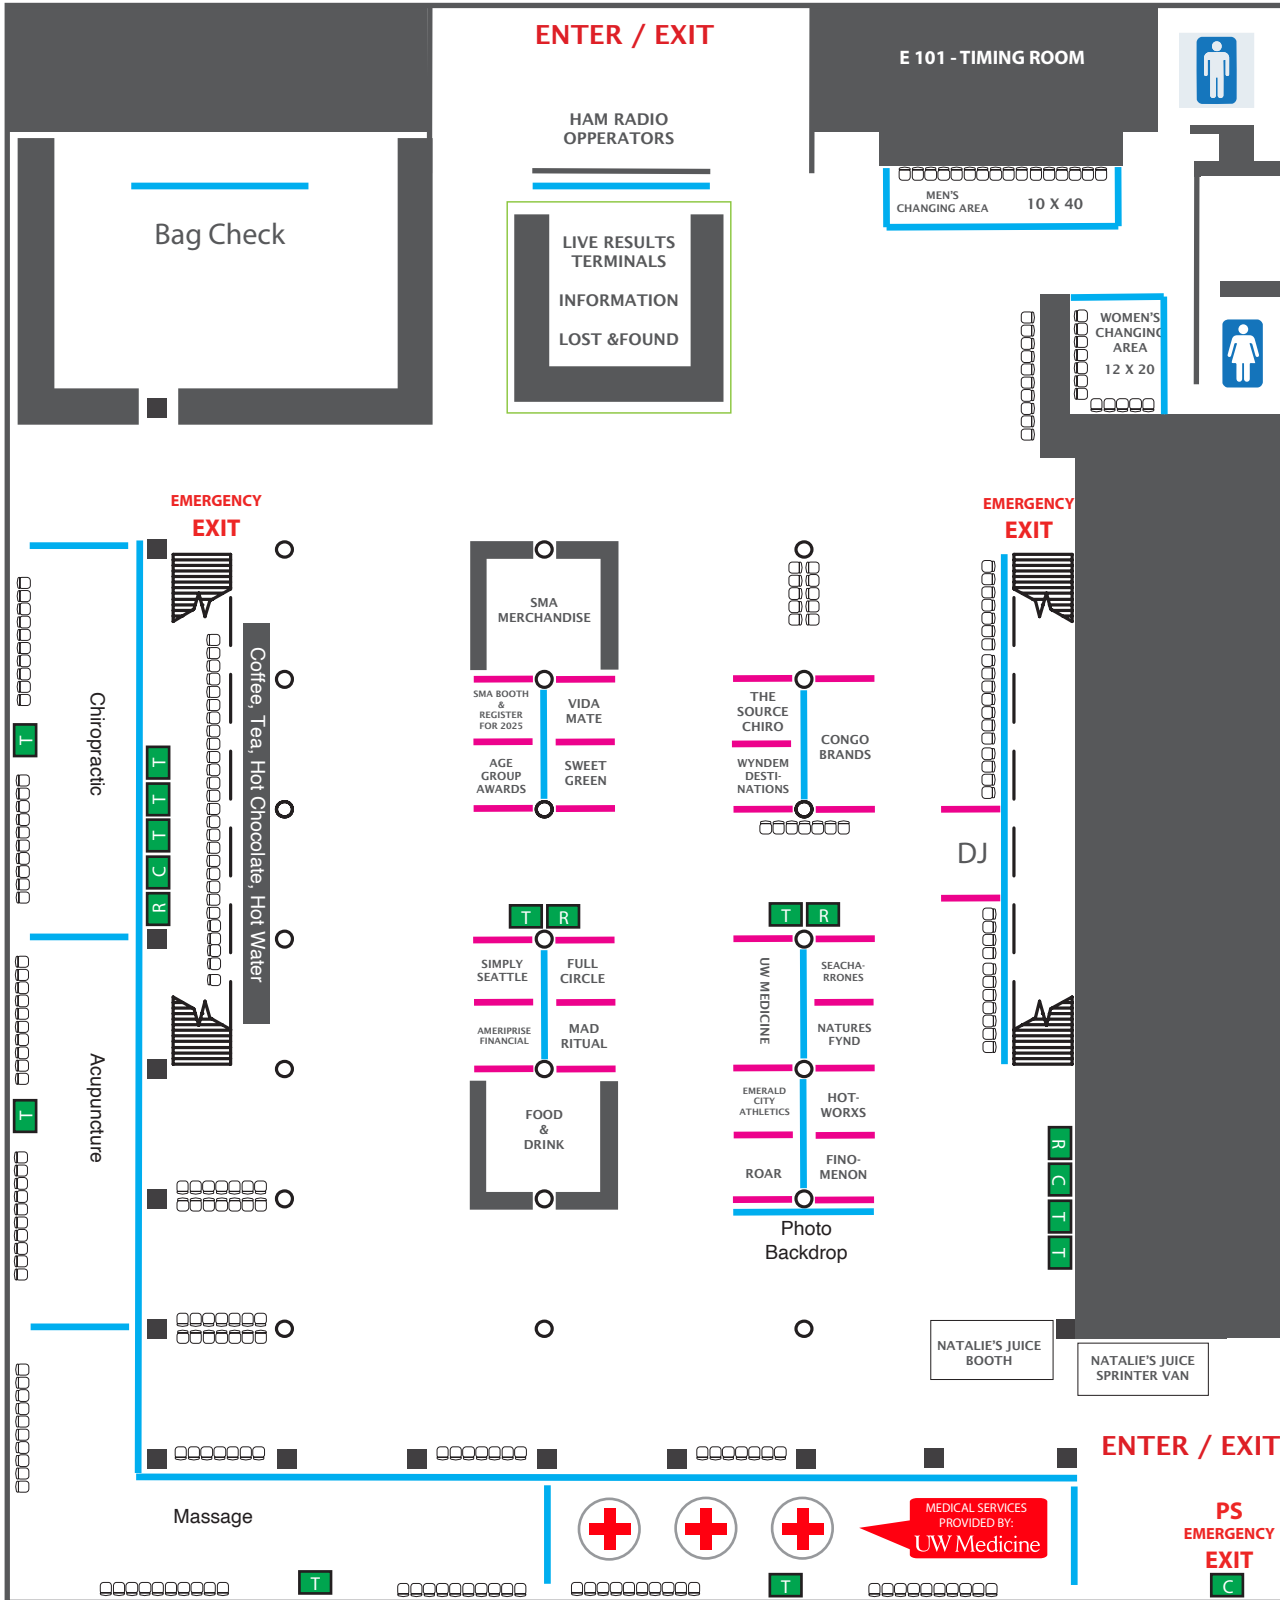 ENTER / EXIT
E 101 - TIMING ROOM
HAM RADIO
OPPERATORS
MEN'S
CHANGING AREA
10 X 40
Bag Check
LIVE RESULTS
TERMINALS
INFORMATION
LOST &FOUND
WOMEN'S
CHANGING
AREA
12 X 20
EMERGENCY
EXIT
EMERGENCY
EXIT
SMA
MERCHANDISE
Chiropractic
T
T
T
T
C
R
Coffee, Tea, Hot Chocolate, Hot Water
SMA BOOTH
&
REGISTER
FOR 2025
VIDA
MATE
AGE
GROUP
AWARDS
SWEET
GREEN
THE
SOURCE
CHIRO
CONGO
BRANDS
WYNDEM
DESTI-
NATIONS
DJ
T
R
T
R
SIMPLY
SEATTLE
FULL
CIRCLE
AMERIPRISE
FINANCIAL
MAD
RITUAL
UW MEDICINE
SEACHA-
RRONES
NATURES
FYND
Acupuncture
T
FOOD
&
DRINK
EMERALD
CITY
ATHLETICS
HOT-
WORXS
ROAR
FINO-
MENON
R
C
T
T
Photo
Backdrop
NATALIE'S JUICE
BOOTH
NATALIE'S JUICE
SPRINTER VAN
ENTER / EXIT
Massage
MEDICAL SERVICES
PROVIDED BY:
UW Medicine
PS
EMERGENCY
EXIT
T
T
C